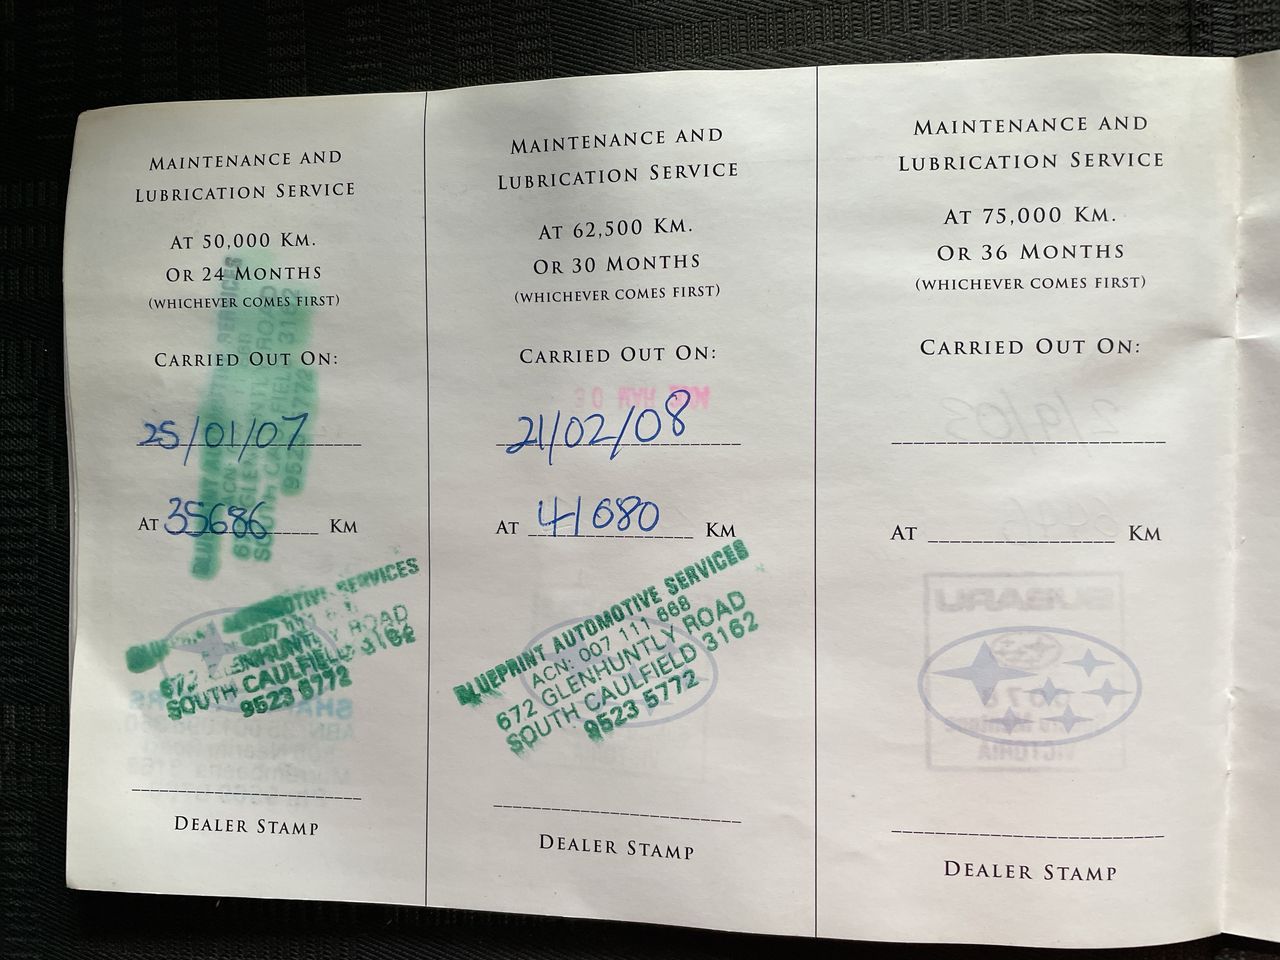 MAINTENANCE AND
LUBRICATION SERVICE
AT 50,000 KM.
OR 24 MONTHS
(WHICHEVER COMES FIRST)
CARRIED OUT ON:
25/01/07
AT 35686 KM
SERVICES
672 GLENHUNTLY ROAD
SOUTH CAULFIELD 3162
9523 5772
DEALER STAMP
MAINTENANCE AND
LUBRICATION SERVICE
AT 62,500 KM.
OR 30 MONTHS
(WHICHEVER COMES FIRST)
CARRIED OUT ON:
21/02/08
AT 41680 KM
BLUEPRINT AUTOMOTIVE SERVICES
ACN: 007 111 668
672 GLENHUNTLY ROAD
SOUTH CAULFIELD 3162
9523 5772
DEALER STAMP
MAINTENANCE AND
LUBRICATION SERVICE
AT 75,000 KM.
OR 36 MONTHS
(WHICHEVER COMES FIRST)
CARRIED OUT ON:
AT KM
DEALER STAMP